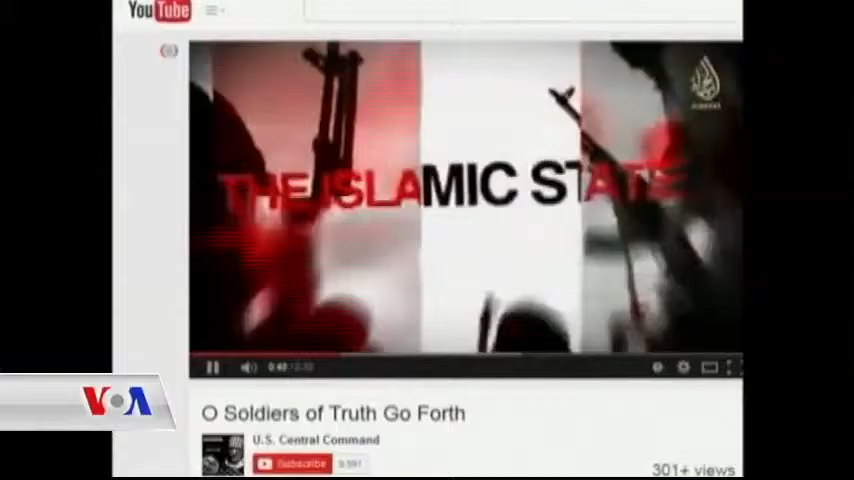 YouTube
THE ISLAMIC STATE
O Soldiers of Truth Go Forth
U.S. Central Command
Subscribe
301+ views
VOA